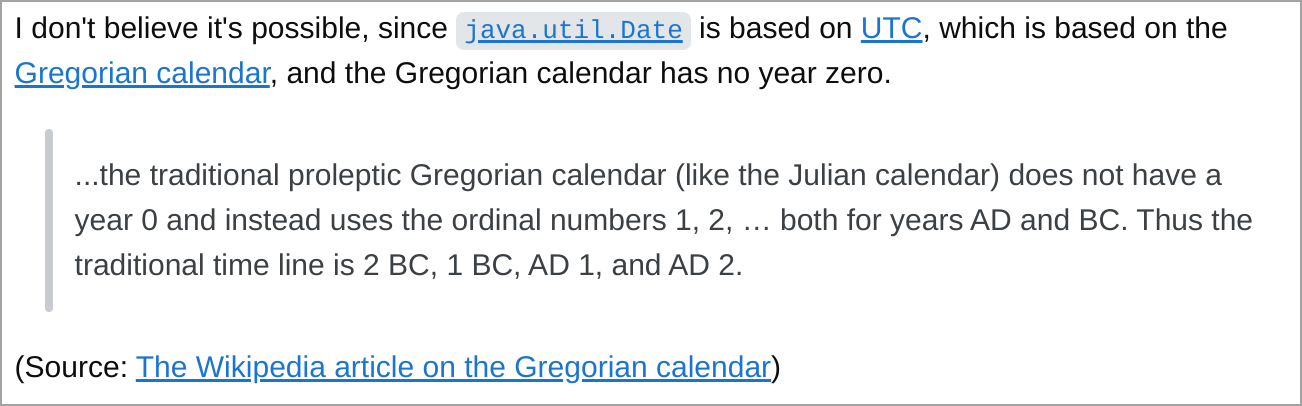 I don't believe it's possible, since java.util.Date is based on UTC, which is based on the
Gregorian calendar, and the Gregorian calendar has no year zero.
...the traditional proleptic Gregorian calendar (like the Julian calendar) does not have a
year 0 and instead uses the ordinal numbers 1, 2, … both for years AD and BC. Thus the
traditional time line is 2 BC, 1 BC, AD 1, and AD 2.
(Source: The Wikipedia article on the Gregorian calendar)